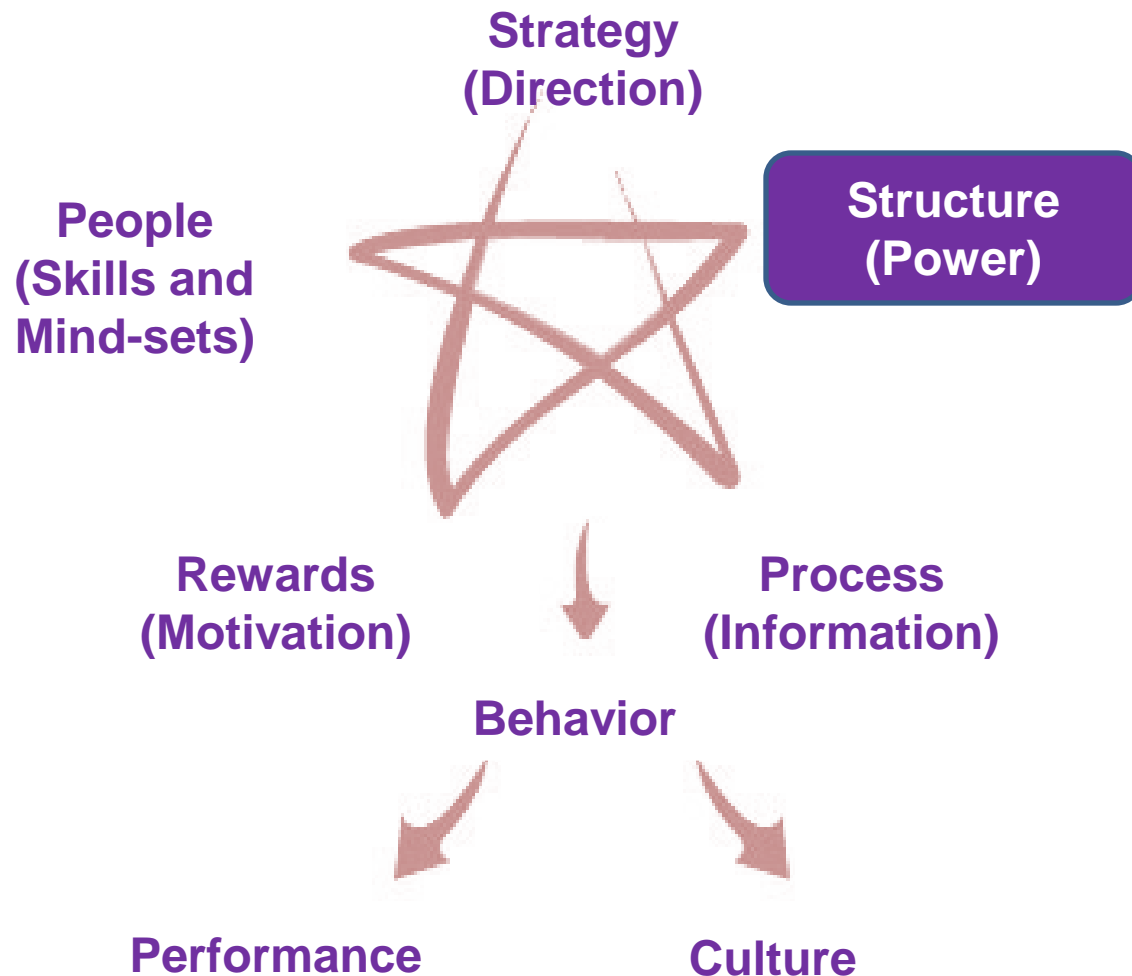 Strategy
(Direction)
Structure
(Power)
People
(Skills and
Mind-sets)
Rewards
(Motivation)
Process
(Information)
Behavior
Performance
Culture